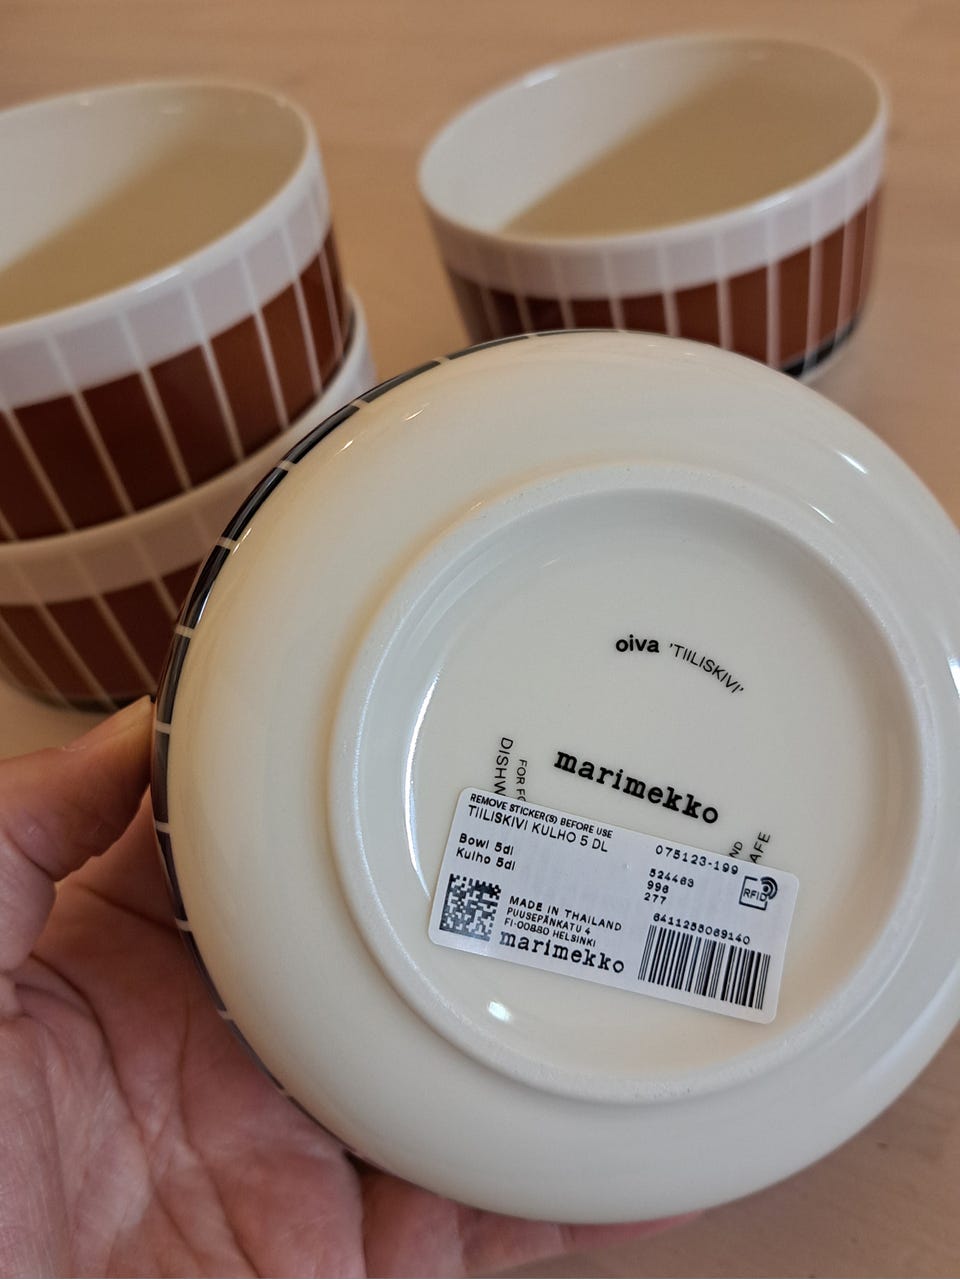 oiva 'TIILISKIVI'
marimekko
REMOVE STICKER(S) BEFORE USE
TIILISKIVI KULHO 5 DL
Bowl 5dl
Kulho 5dl
075123-199
524463
996
277
RFID
6411255069140
MADE IN THAILAND
PUUSEPÄNKATU 4
FI-00880 HELSINKI
marimekko